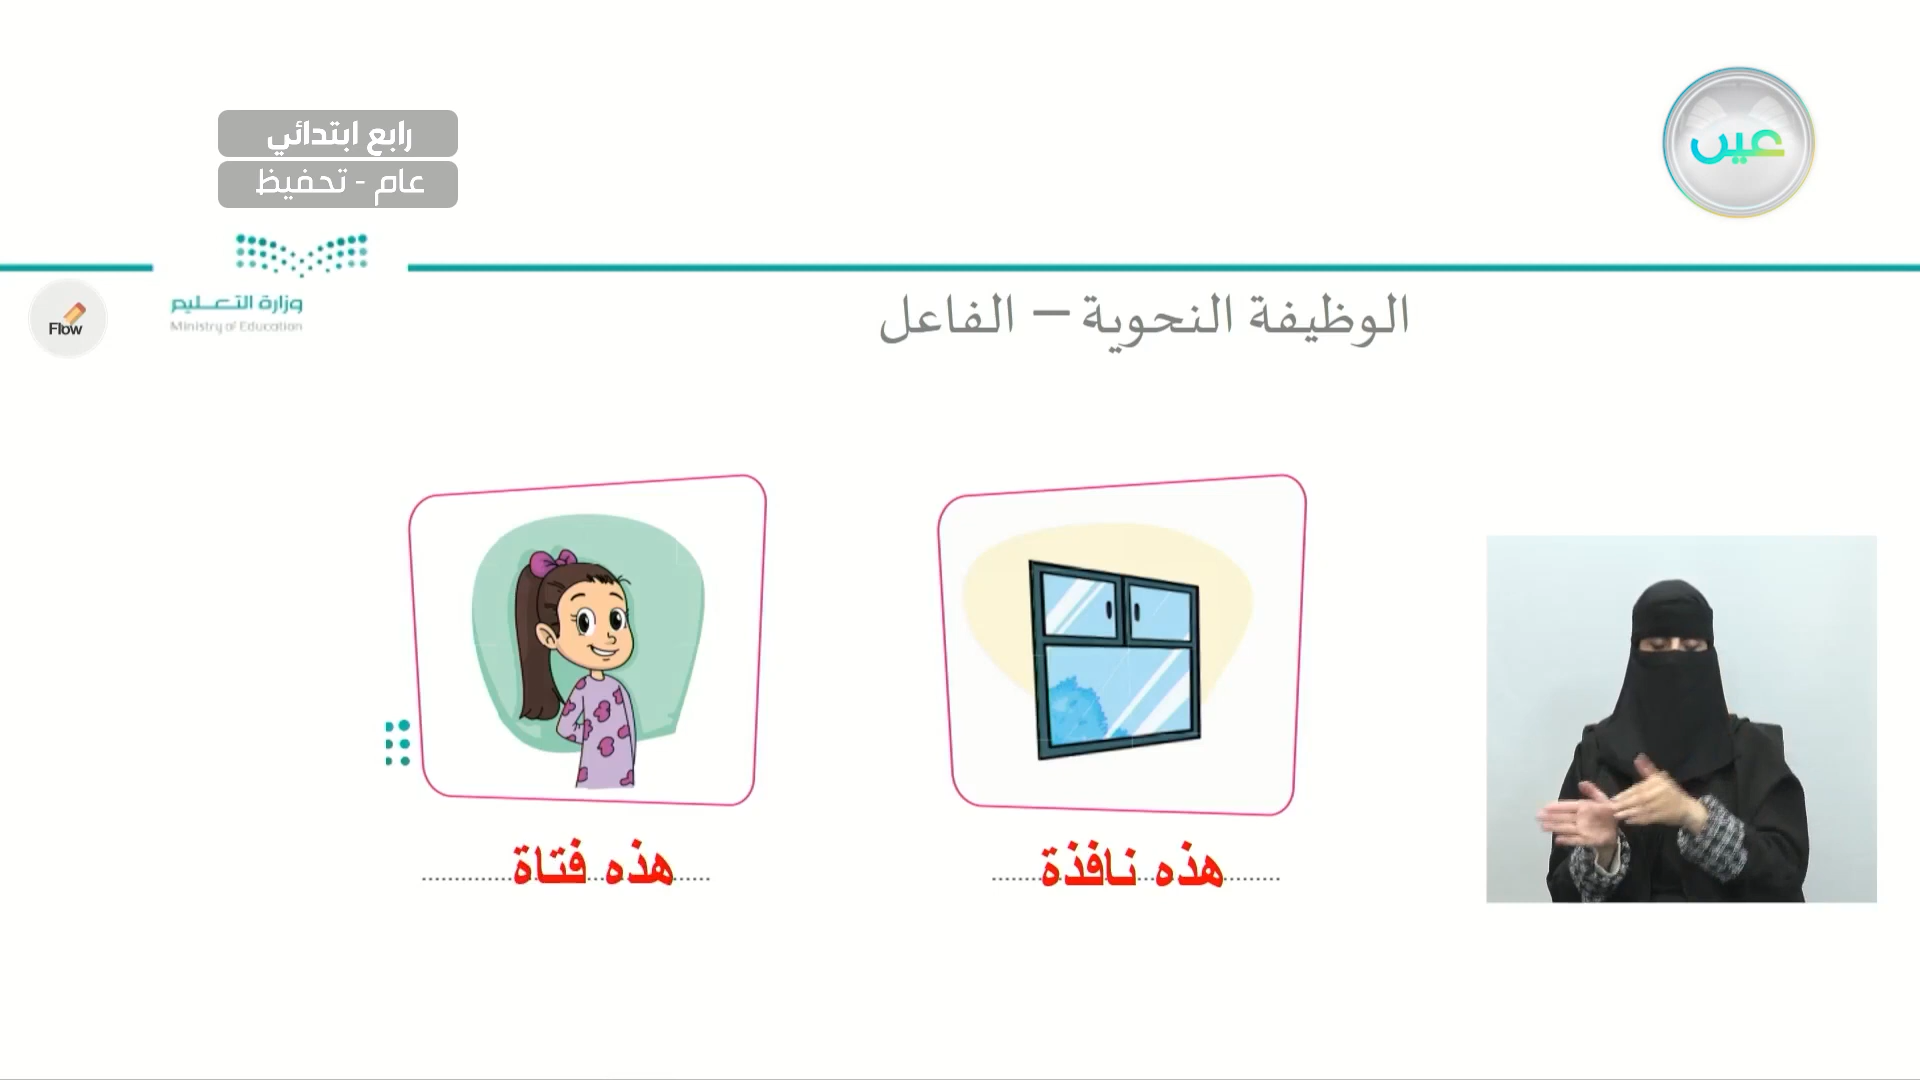 رابع ابتدائي
عام - تحفيظ
عين
وزارة التعليم
Ministry of Education
Flow
الوظيفة النحوية – الفاعل
هذه نافذة
هذه فتاة